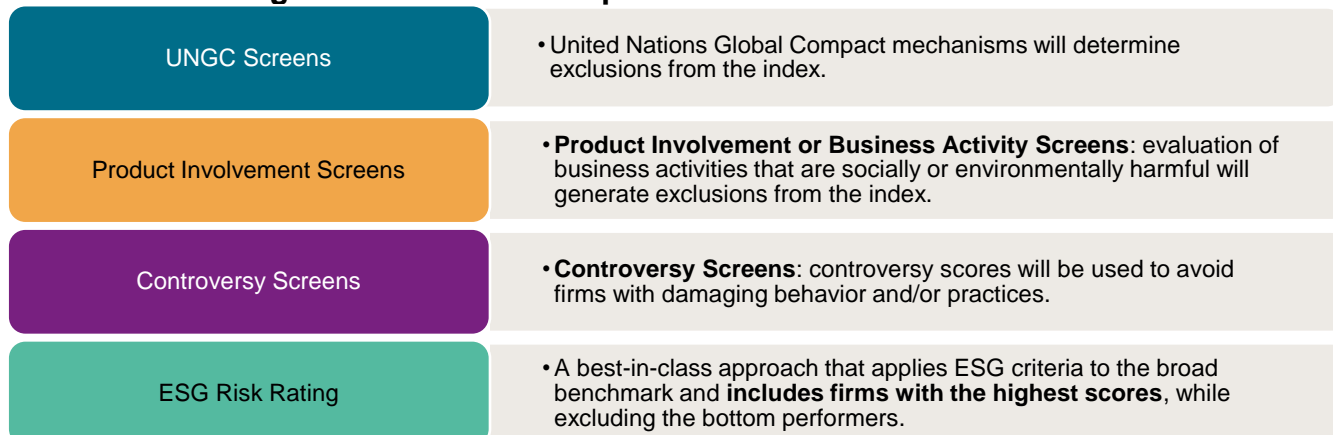 UNGC Screens
• United Nations Global Compact mechanisms will determine
exclusions from the index.
Product Involvement Screens
• Product Involvement or Business Activity Screens: evaluation of
business activities that are socially or environmentally harmful will
generate exclusions from the index.
Controversy Screens
• Controversy Screens: controversy scores will be used to avoid
firms with damaging behavior and/or practices.
ESG Risk Rating
• A best-in-class approach that applies ESG criteria to the broad
benchmark and includes firms with the highest scores, while
excluding the bottom performers.